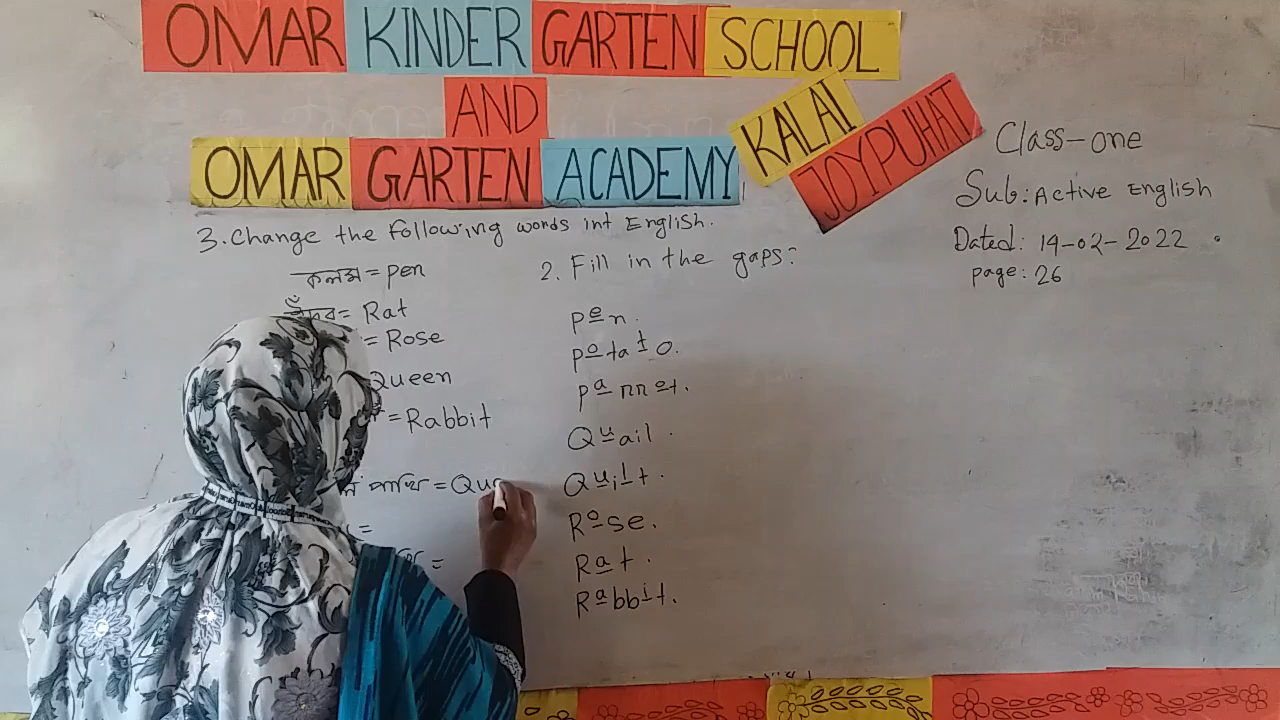 OMAR KINDER GARTEN SCHOOL
AND
OMAR GARTEN ACADEMY
KALAI
JOYPUHAT
Class-one
Sub: Active English
Dated: 14-02-2022
page: 26
3. Change the following words int English.
কলম = pen
ইঁদুর = Rat
= Rose
Queen
= Rabbit
পাখি = Qua
=
=
2. Fill in the gaps:
pen.
potato.
parrot.
Quail.
Quilt.
Rose.
Rat.
Rabbit.